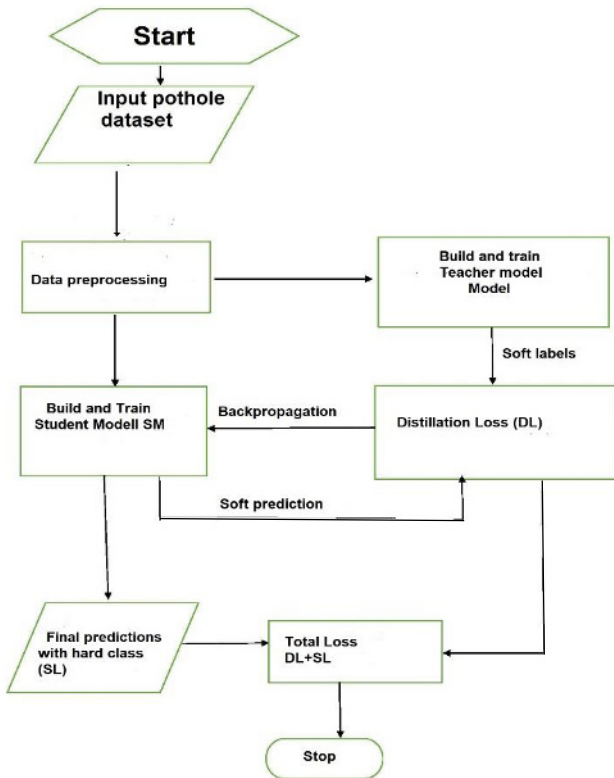 Start
Input pothole
dataset
Data preprocessing
Build and train
Teacher model
Model
Soft labels
Build and Train
Student Modell SM
Backpropagation
Distillation Loss (DL)
Soft prediction
Final predictions
with hard class
(SL)
Total Loss
DL+SL
Stop